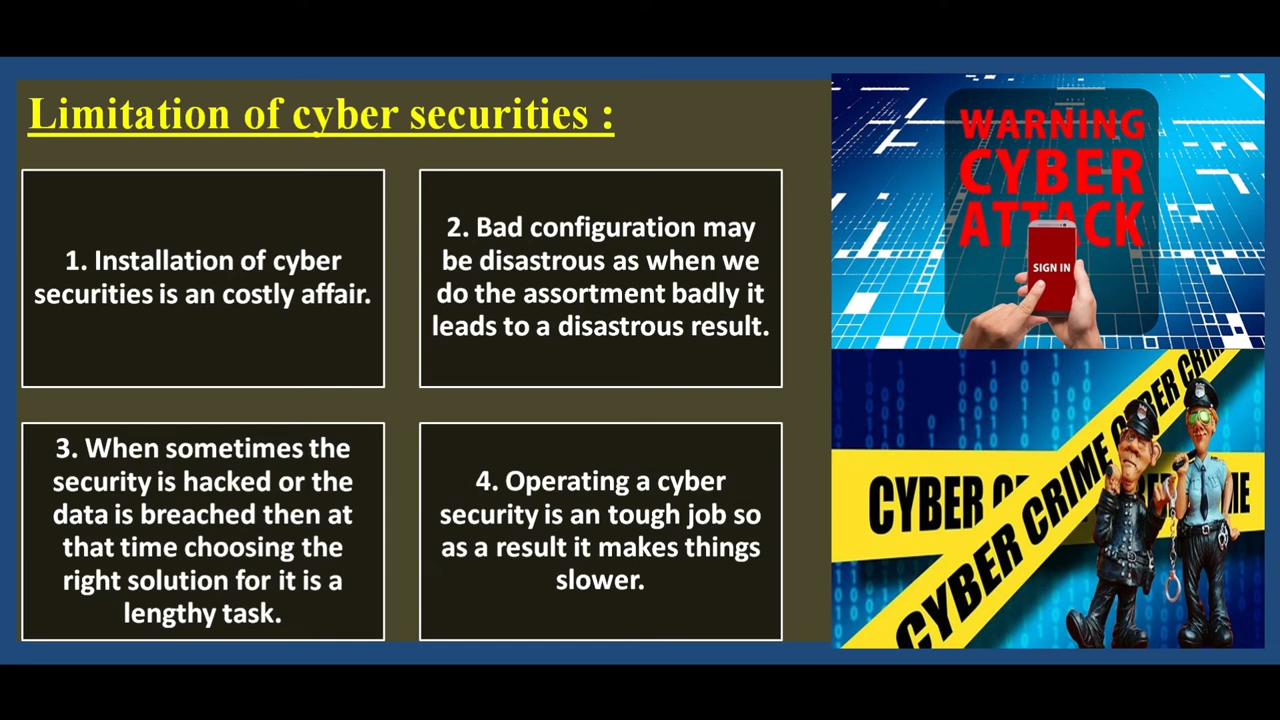 Limitation of cyber securities :
1. Installation of cyber
securities is an costly affair.
2. Bad configuration may
be disastrous as when we
do the assortment badly it
leads to a disastrous result.
3. When sometimes the
security is hacked or the
data is breached then at
that time choosing the
right solution for it is a
lengthy task.
4. Operating a cyber
security is an tough job so
as a result it makes things
slower.
WARNING
CYBER
ATTACK
SIGN IN
CYBER
CYBER CRIME CYBER CRIME